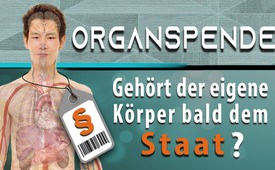 ORGANSPENDE
Gehört der eigene
Körper bald dem
Staat?
§